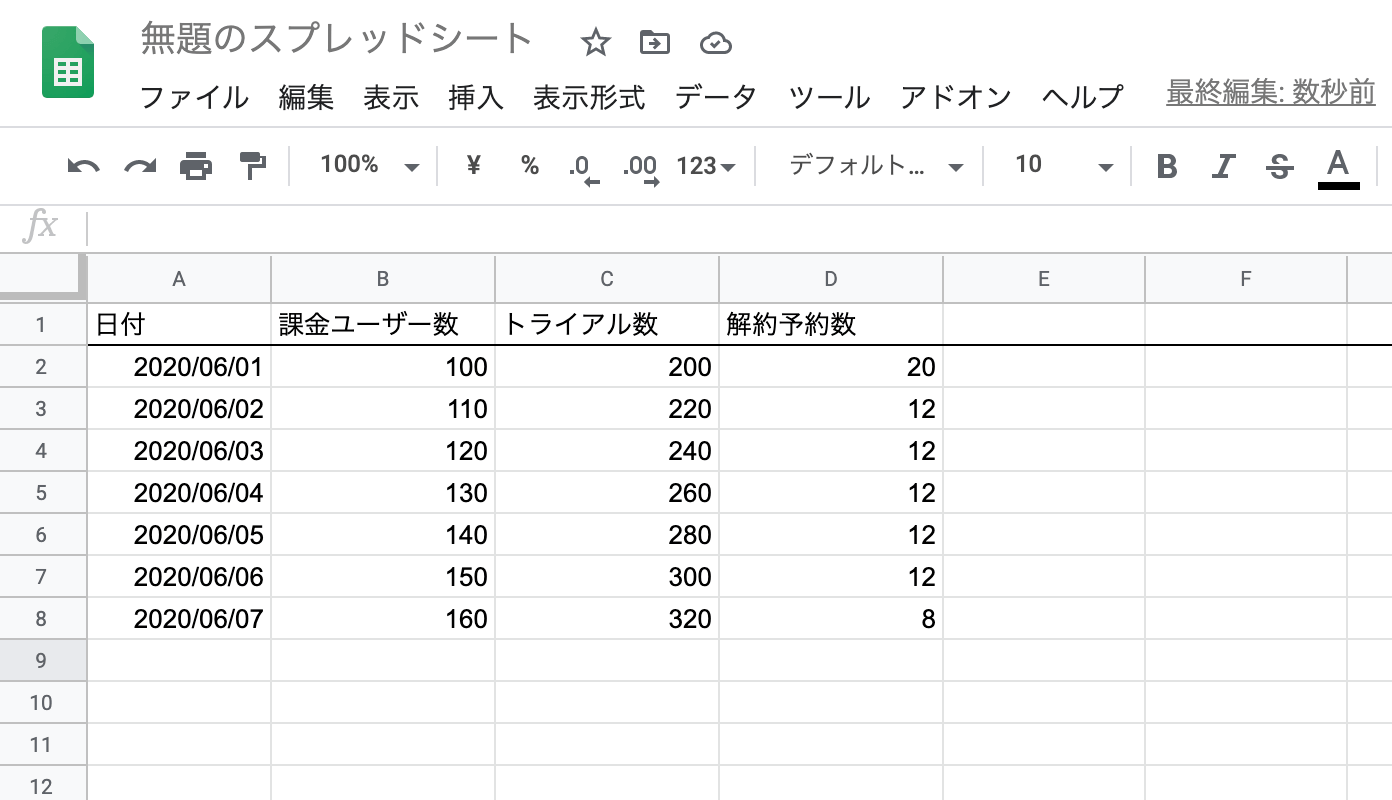 無題のスプレッドシート
ファイル 編集 表示 挿入 表示形式 データ ツール アドオン ヘルプ 最終編集: 数秒前
100% ¥ % .0 .00 123 デフォルト... 10 B I S A
fx
A B C D E F
1 日付 課金ユーザー数 トライアル数 解約予約数
2 2020/06/01 100 200 20
3 2020/06/02 110 220 12
4 2020/06/03 120 240 12
5 2020/06/04 130 260 12
6 2020/06/05 140 280 12
7 2020/06/06 150 300 12
8 2020/06/07 160 320 8
9
10
11
12